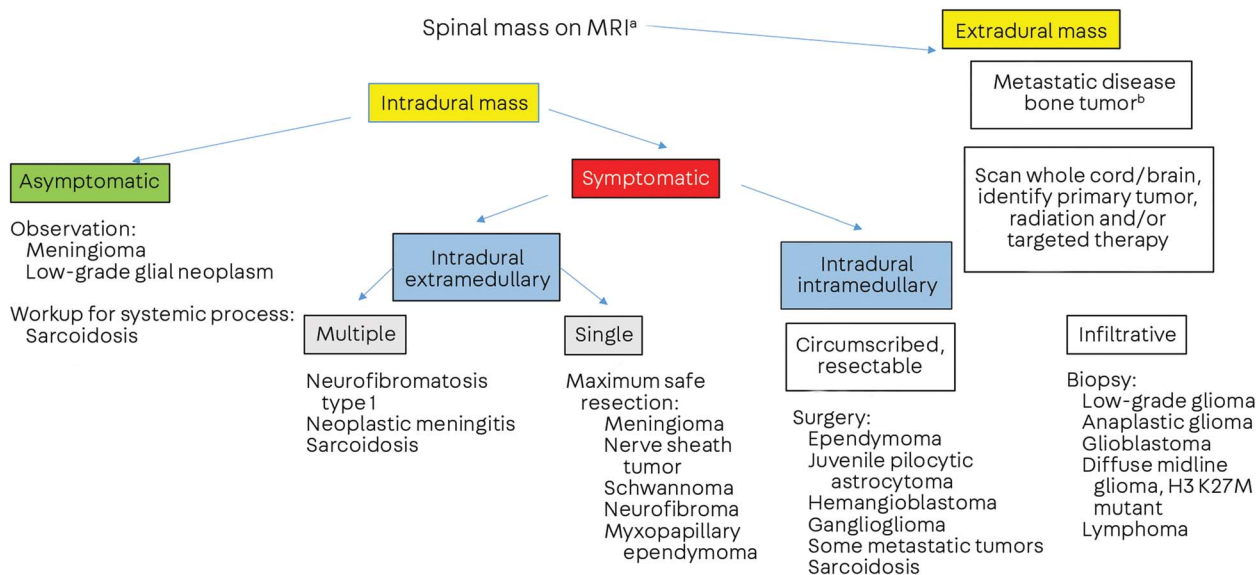 Spinal mass on MRIᵃ
Extradural mass
Metastatic disease
bone tumorᵇ
Scan whole cord/brain,
identify primary tumor,
radiation and/or
targeted therapy
Intradural mass
Asymptomatic
Observation:
Meningioma
Low-grade glial neoplasm
Workup for systemic process:
Sarcoidosis
Symptomatic
Intradural
extramedullary
Multiple
Neurofibromatosis
type 1
Neoplastic meningitis
Sarcoidosis
Single
Maximum safe
resection:
Meningioma
Nerve sheath
tumor
Schwannoma
Neurofibroma
Myxopapillary
ependymoma
Intradural
intramedullary
Circumscribed,
resectable
Surgery:
Ependymoma
Juvenile pilocytic
astrocytoma
Hemangioblastoma
Ganglioglioma
Some metastatic tumors
Sarcoidosis
Infiltrative
Biopsy:
Low-grade glioma
Anaplastic glioma
Glioblastoma
Diffuse midline
glioma, H3 K27M
mutant
Lymphoma